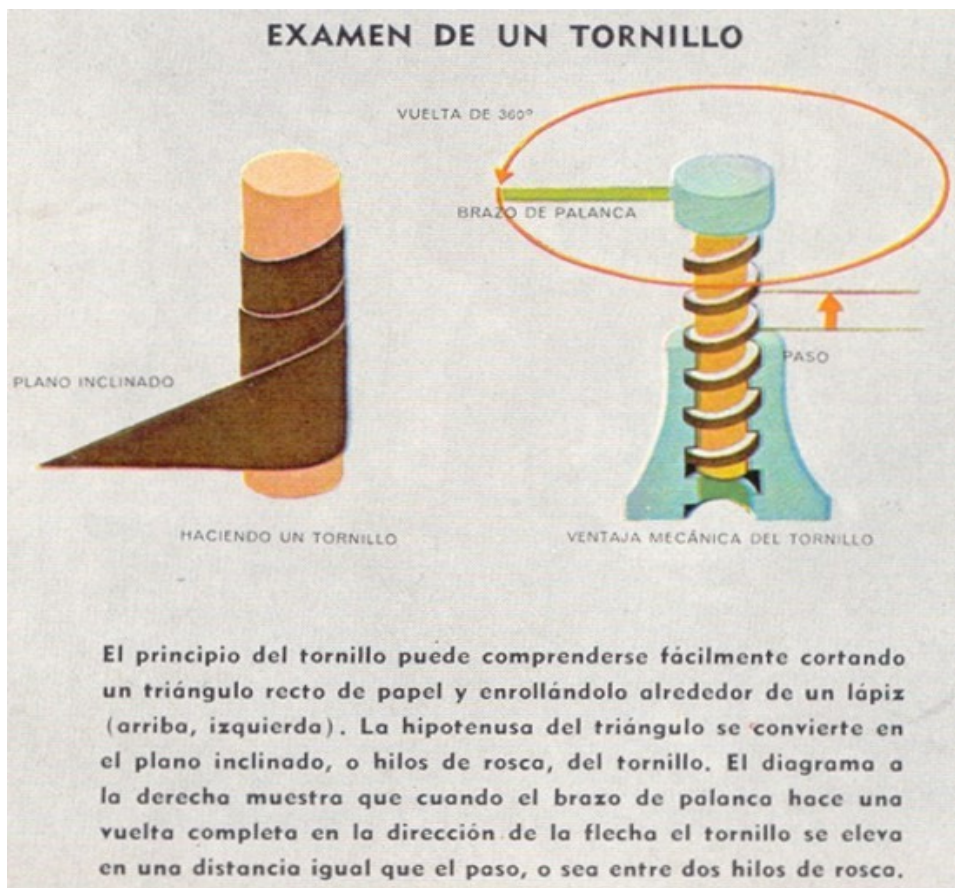 EXAMEN DE UN TORNILLO
VUELTA DE 360º
BRAZO DE PALANCA
PLANO INCLINADO
PASO
HACIENDO UN TORNILLO
VENTAJA MECÁNICA DEL TORNILLO
El principio del tornillo puede comprenderse fácilmente cortando
un triángulo recto de papel y enrollándolo alrededor de un lápiz
(arriba, izquierda). La hipotenusa del triángulo se convierte en
el plano inclinado, o hilos de rosca, del tornillo. El diagrama a
la derecha muestra que cuando el brazo de palanca hace una
vuelta completa en la dirección de la flecha el tornillo se eleva
en una distancia igual que el paso, o sea entre dos hilos de rosca.